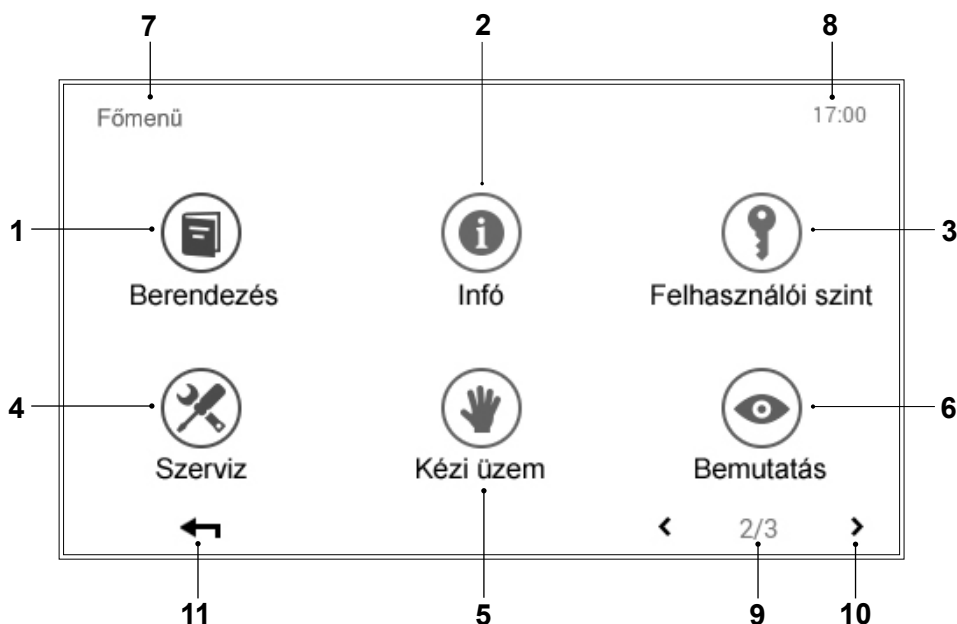 7 2 8
Főmenü 17:00
1 3
Berendezés Infó Felhasználói szint
4 6
Szerviz Kézi üzem Bemutatás
2/3
11 5 9 10